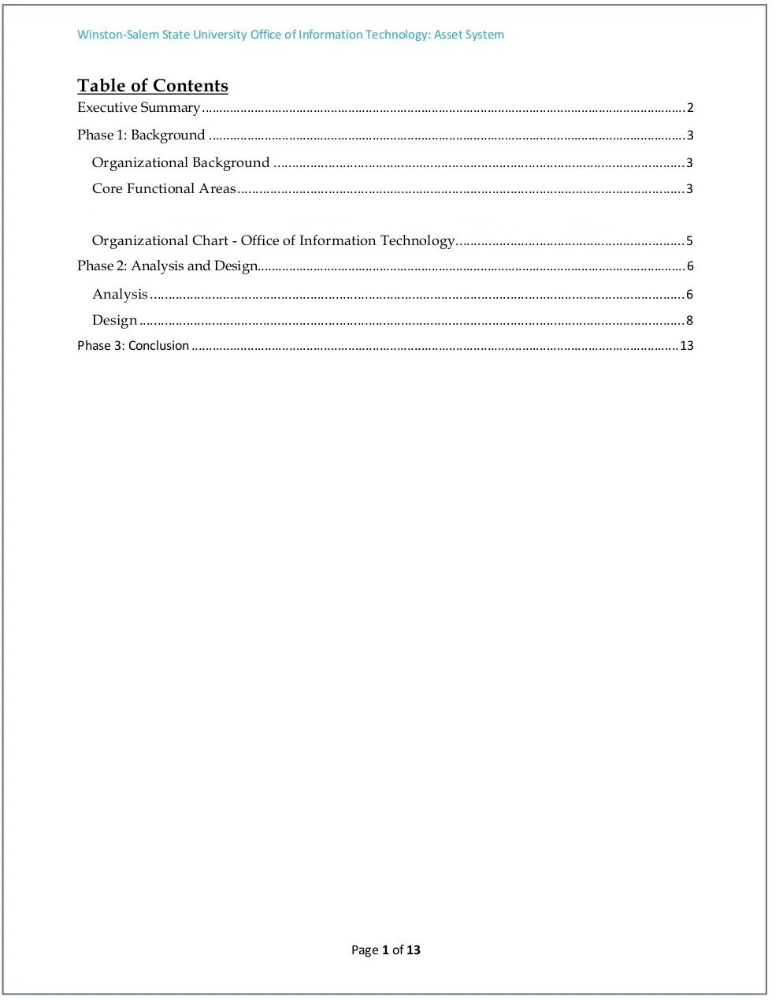 Winston-Salem State University Office of Information Technology: Asset System
Table of Contents
Executive Summary.......................................................................................................................................2
Phase 1: Background .....................................................................................................................................3
Organizational Background ..............................................................................................................3
Core Functional Areas........................................................................................................................3
Organizational Chart - Office of Information Technology..............................................................5
Phase 2: Analysis and Design........................................................................................................................6
Analysis...............................................................................................................................................6
Design..................................................................................................................................................8
Phase 3: Conclusion ......................................................................................................................................13
Page 1 of 13